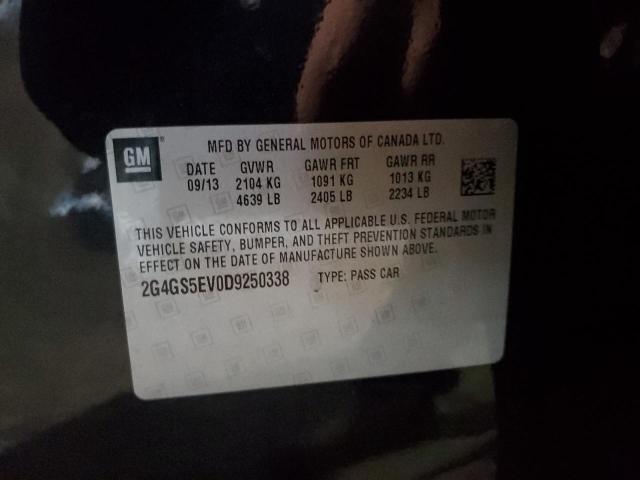 GM ®
MFD BY GENERAL MOTORS OF CANADA LTD.
DATE GVWR GAWR FRT GAWR RR
09/13 2104 KG 1091 KG 1013 KG
4639 LB 2405 LB 2234 LB
THIS VEHICLE CONFORMS TO ALL APPLICABLE U.S. FEDERAL MOTOR
VEHICLE SAFETY, BUMPER, AND THEFT PREVENTION STANDARDS IN
EFFECT ON THE DATE OF MANUFACTURE SHOWN ABOVE.
2G4GS5EV0D9250338 TYPE: PASS CAR